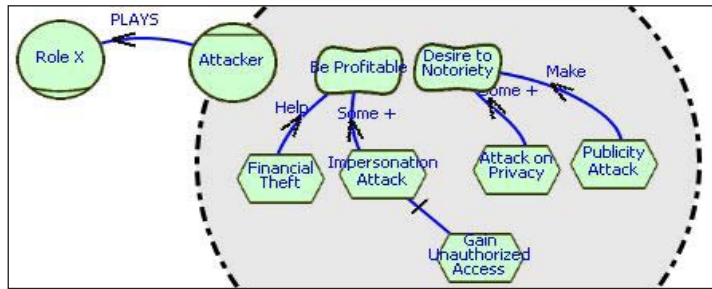 PLAYS
Role X
Attacker
Be Profitable
Desire to
Notoriety
Help
Some +
Some +
Make
Financial
Theft
Impersonation
Attack
Attack on
Privacy
Publicity
Attack
Gain
Unauthorized
Access